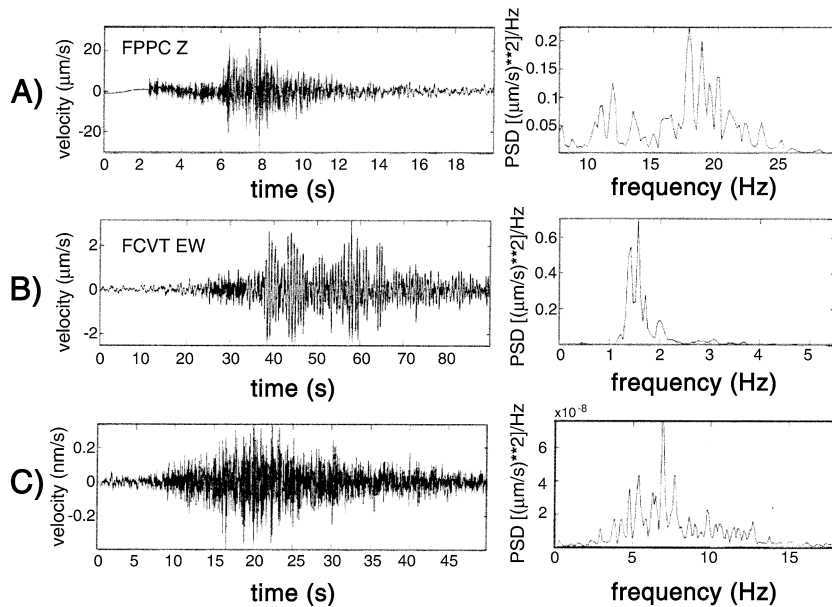 FPPC Z
A)
velocity (μm/s)
20
0
-20
0 2 4 6 8 10 12 14 16 18
time (s)
PSD [(μm/s)**2]/Hz
0.2
0.15
0.1
0.05
10 15 20 25
frequency (Hz)
FCVT EW
B)
velocity (μm/s)
2
0
-2
0 10 20 30 40 50 60 70 80
time (s)
PSD [(μm/s)**2]/Hz
0.6
0.4
0.2
0 2 4 5
frequency (Hz)
C)
velocity (nm/s)
0.2
0
-0.2
0 5 10 15 20 25 30 35 40 45
time (s)
x10 -8
PSD [(μm/s)**2]/Hz
6
4
2
0 5 10 15
frequency (Hz)